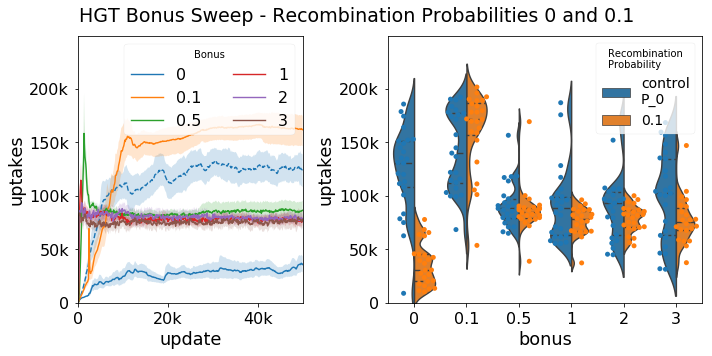 HGT Bonus Sweep - Recombination Probabilities 0 and 0.1
Bonus
0 1
0.1 2
0.5 3
200k
150k
100k
50k
0
uptakes
0 20k 40k
update
Recombination
Probability
control
P_0
0.1
200k
150k
100k
50k
0
uptakes
0 0.1 0.5 1 2 3
bonus